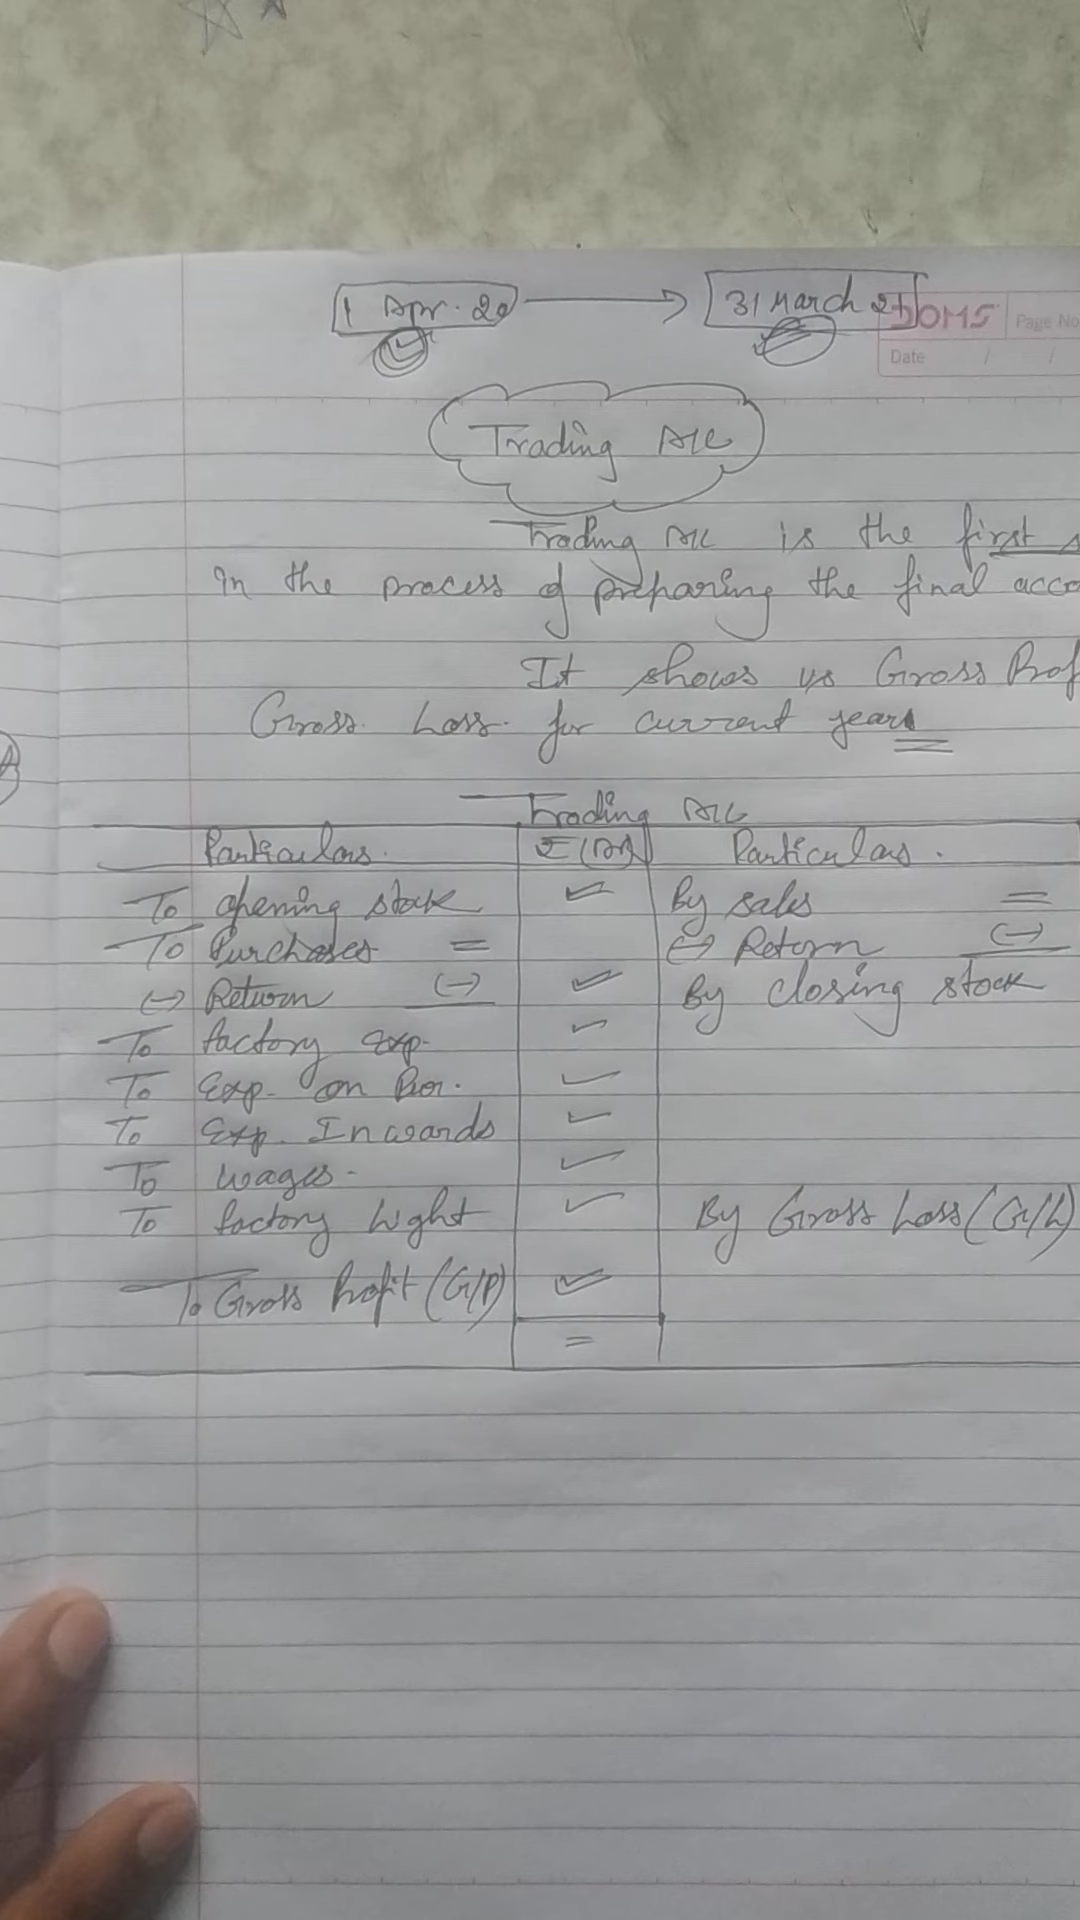 1 Apr. 20 → 31 March 21
DOMS Page No
Date / /
Trading A/c
Trading A/c is the first
in the process of preparing the final acco
It shows us Gross Prof
Gross Loss for current year
Trading A/c
Particulars. ₹ (Rs) Particulars.
To opening stock ✓ By sales =
To Purchases = (-) Return (-)
(-) Return (-) ✓ By closing stock
To factory exp. ✓
To Exp. on Pur. ✓
To Exp. Inwards ✓
To wages - ✓
To factory light ✓ By Gross Loss (G/L)
To Gross Profit (G/P) ✓
=